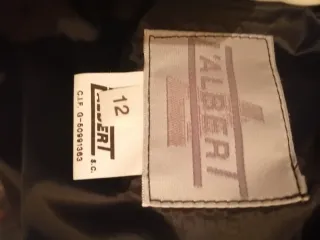 L'ALBERT
12
L'ALBERT
S.C.
C.I.F. G-50991363